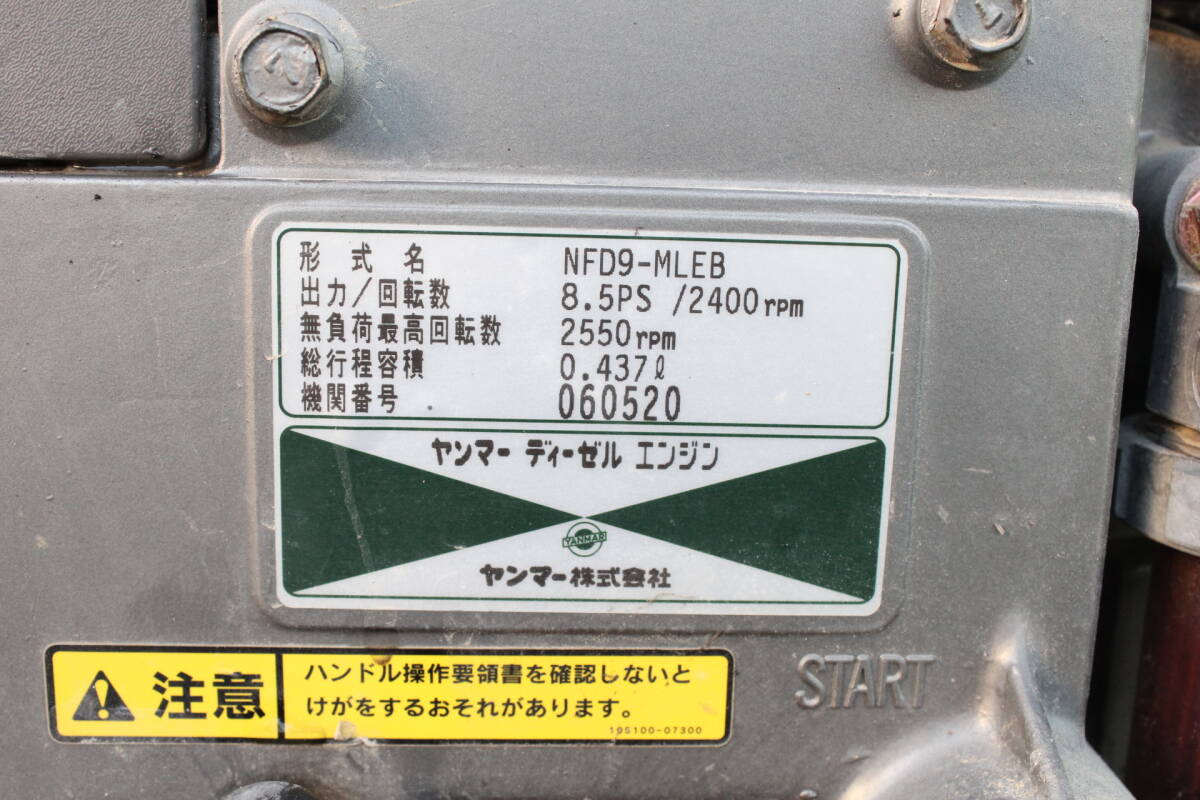 形式名 NFD9-MLEB
出力/回転数 8.5PS /2400rpm
無負荷最高回転数 2550rpm
総行程容積 0.437ℓ
機関番号 060520
ヤンマー ディーゼル エンジン
YANMAR
ヤンマー株式会社
注意
ハンドル操作要領書を確認しないと
けがをするおそれがあります。
105100-07300
START